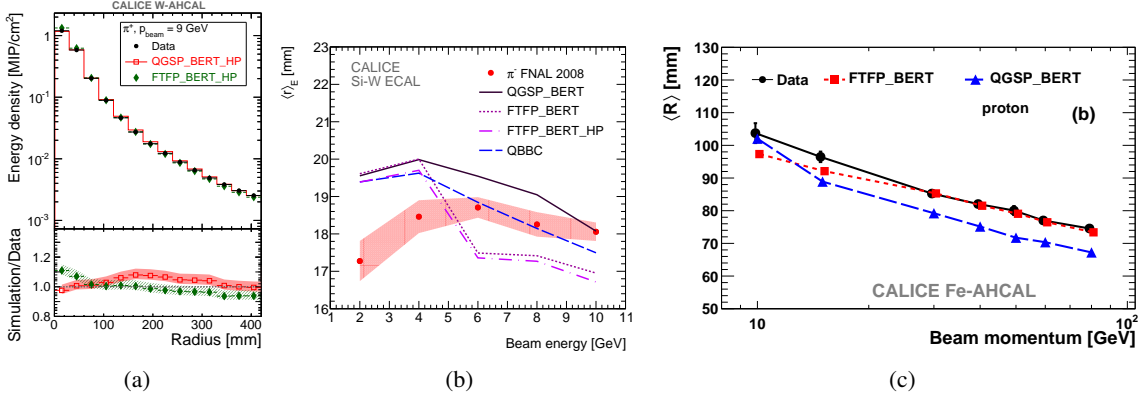 CALICE W-AHCAL
π⁺, p_beam = 9 GeV
Data
QGSP_BERT_HP
FTFP_BERT_HP
Energy density [MIP/cm²]
1
10⁻¹
10⁻²
10⁻³
Simulation/Data
1.2
1.0
0.8
0 100 200 300 400
Radius [mm]
(a)
⟨r⟩_E [mm]
23
22
21
20
19
18
17
16
CALICE
Si-W ECAL
π⁻ FNAL 2008
QGSP_BERT
FTFP_BERT
FTFP_BERT_HP
QBBC
1 2 3 4 5 6 7 8 9 10 11
Beam energy [GeV]
(b)
⟨R⟩ [mm]
130
120
110
100
90
80
70
60
50
Data FTFP_BERT QGSP_BERT
proton (b)
CALICE Fe-AHCAL
10 10²
Beam momentum [GeV]
(c)